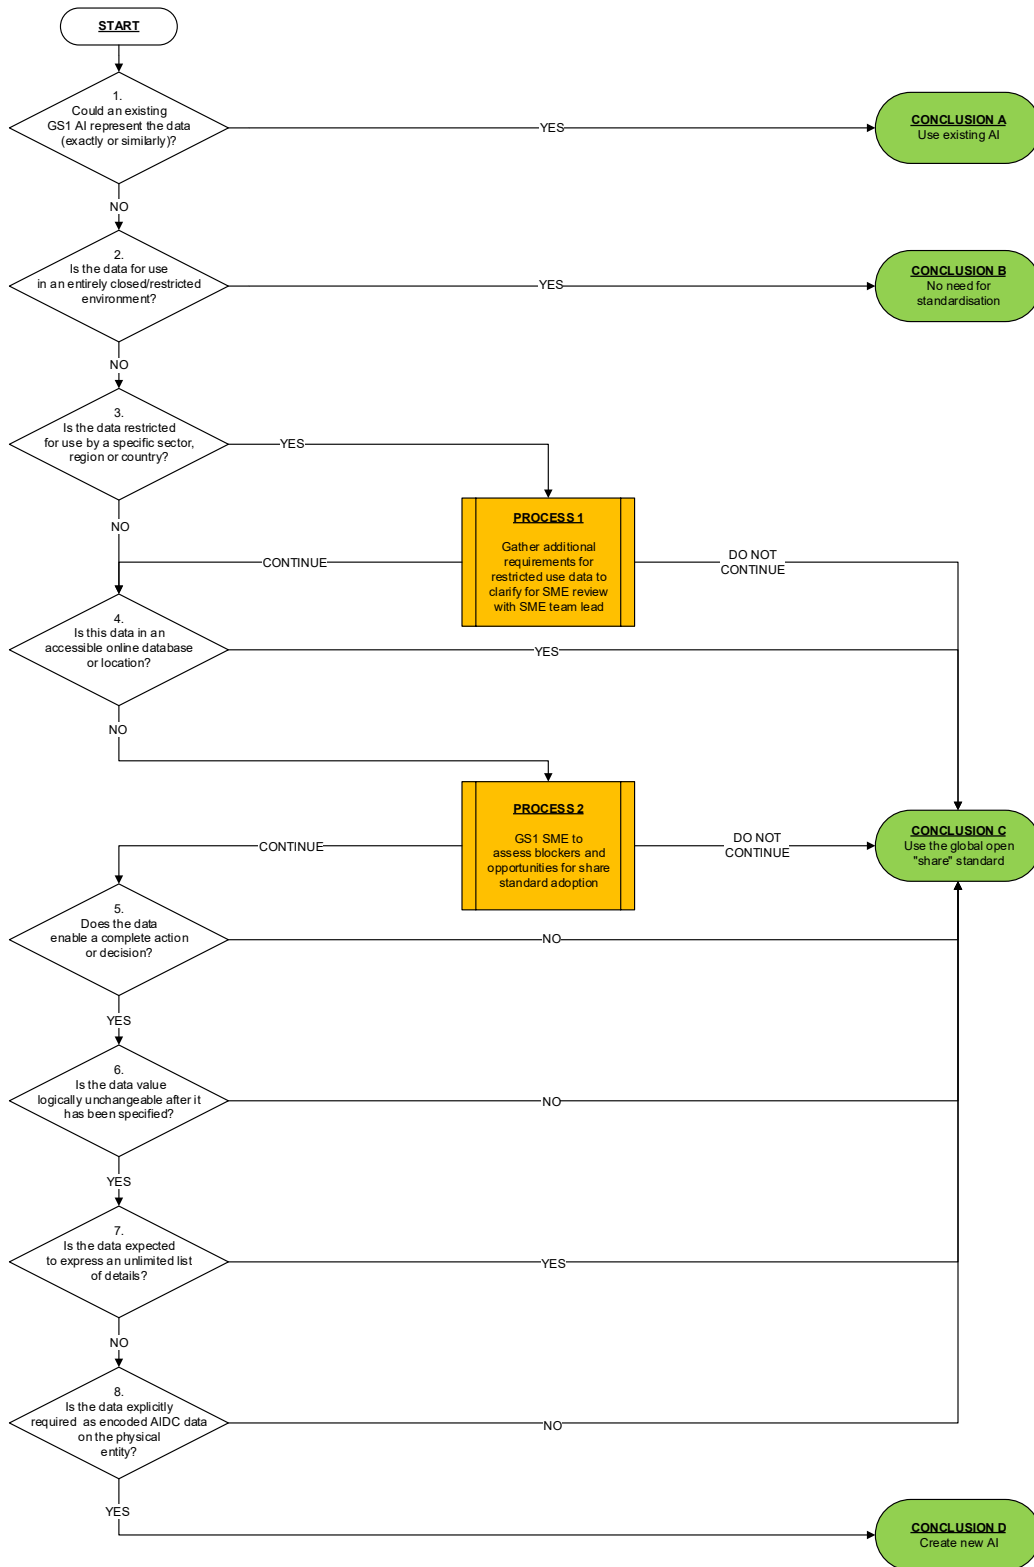 START
1.
Could an existing
GS1 AI represent the data
(exactly or similarly)?
YES
CONCLUSION A
Use existing AI
NO
2.
Is the data for use
in an entirely closed/restricted
environment?
YES
CONCLUSION B
No need for
standardisation
NO
3.
Is the data restricted
for use by a specific sector,
region or country?
YES
NO
PROCESS 1
Gather additional
requirements for
restricted use data to
clarify for SME review
with SME team lead
CONTINUE
DO NOT
CONTINUE
4.
Is this data in an
accessible online database
or location?
YES
NO
PROCESS 2
GS1 SME to
assess blockers and
opportunities for share
standard adoption
CONTINUE
DO NOT
CONTINUE
CONCLUSION C
Use the global open
"share" standard
5.
Does the data
enable a complete action
or decision?
NO
YES
6.
Is the data value
logically unchangeable after it
has been specified?
NO
YES
7.
Is the data expected
to express an unlimited list
of details?
YES
NO
8.
Is the data explicitly
required as encoded AIDC data
on the physical
entity?
NO
YES
CONCLUSION D
Create new AI